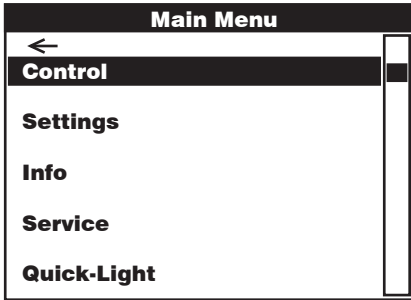 Main Menu
←
Control
Settings
Info
Service
Quick-Light